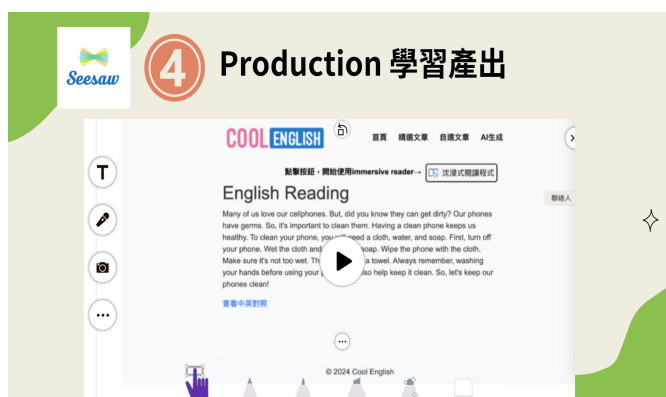 Seesaw
4
Production 學習產出
COOL ENGLISH
首頁 精選文章 自選文章 AI生成
點擊按鈕,開始使用immersive reader→ 沈浸式閱讀程式
T
English Reading
聯絡人
Many of us love our cellphones. But, did you know they can get dirty? Our phones
have germs. So, it's important to clean them. Having a clean phone keeps us
healthy. To clean your phone, you will need a cloth, water, and soap. First, turn off
your phone. Wet the cloth and soap. Wipe the phone with the cloth.
Make sure it's not too wet. a towel. Always remember, washing
your hands before using your so help keep it clean. So, let's keep our
phones clean!
查看中英對照
© 2024 Cool English